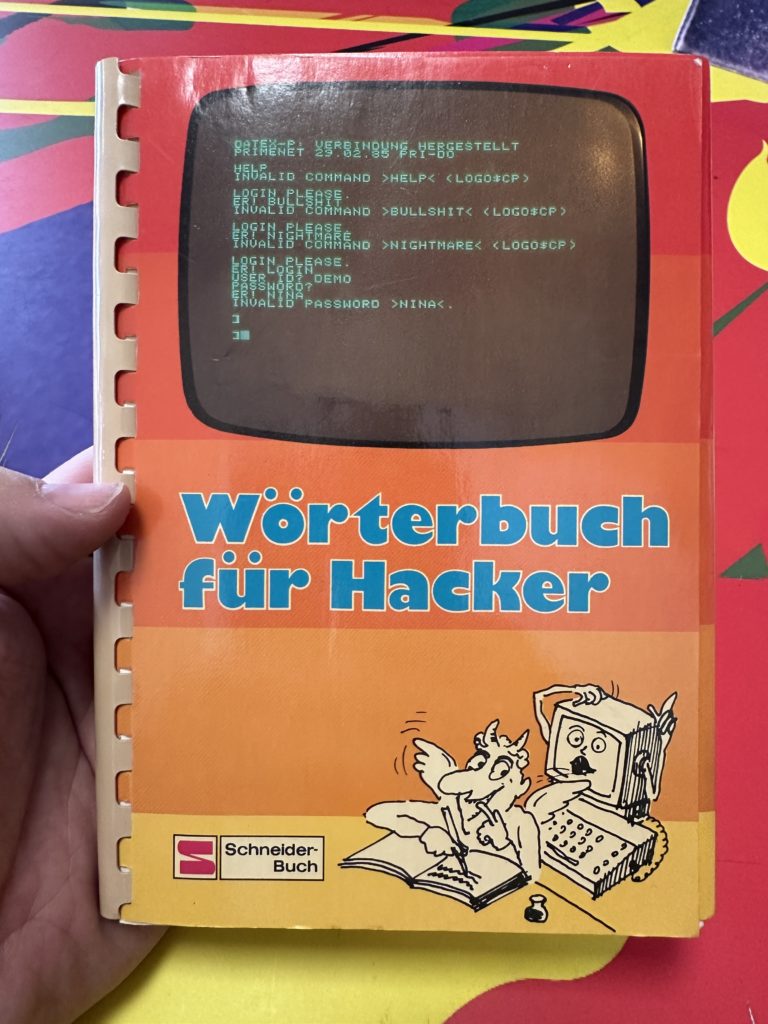 DATEX-P: VERBINDUNG HERGESTELLT
PRIMENET 29.02.85 PRI-DO
HELP
INVALID COMMAND >HELP< (LOGO$CP)
LOGIN PLEASE.
ER! BULLSHIT
INVALID COMMAND >BULLSHIT< (LOGO$CP)
LOGIN PLEASE.
ER! NIGHTMARE
INVALID COMMAND >NIGHTMARE< (LOGO$CP)
LOGIN PLEASE.
ER! LOGIN
USER ID? DEMO
PASSWORD?
ER! NINA
INVALID PASSWORD >NINA<.
]
]
Wörterbuch
für Hacker
Schneider-
Buch